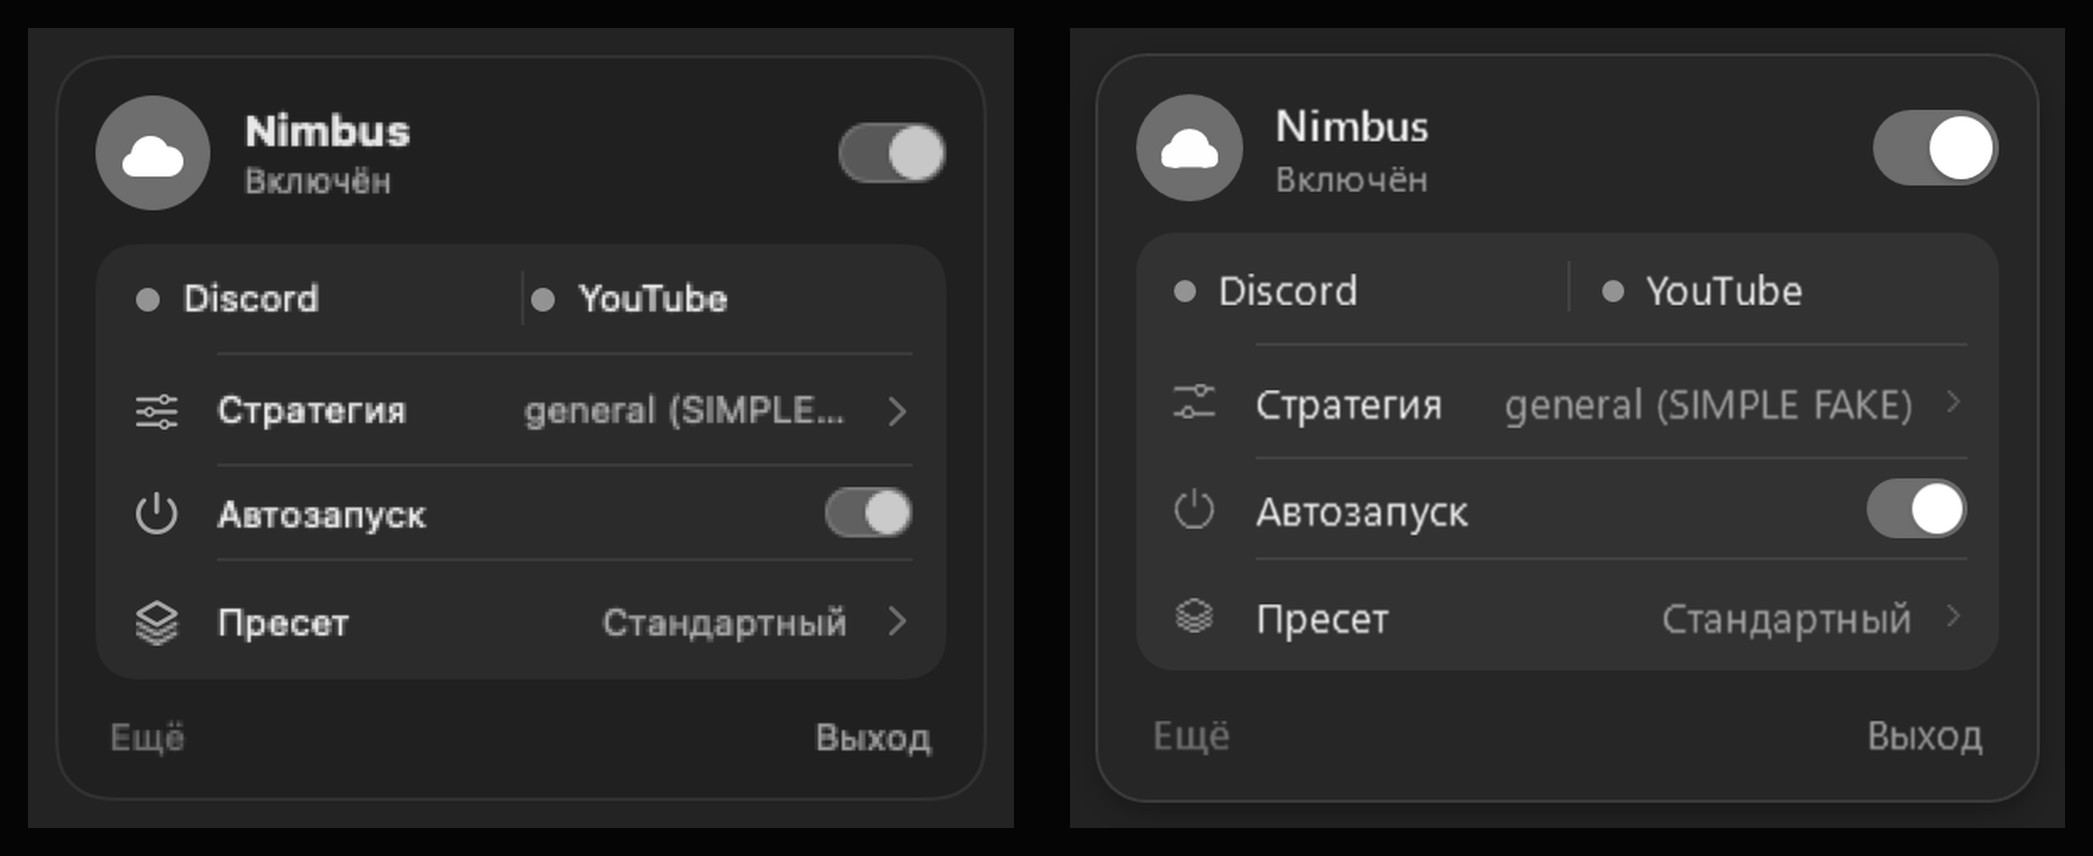 Nimbus
Включён
Discord
YouTube
Стратегия general (SIMPLE...
Автозапуск
Пресет Стандартный
Ещё Выход
Nimbus
Включён
Discord
YouTube
Стратегия general (SIMPLE FAKE)
Автозапуск
Пресет Стандартный
Ещё Выход